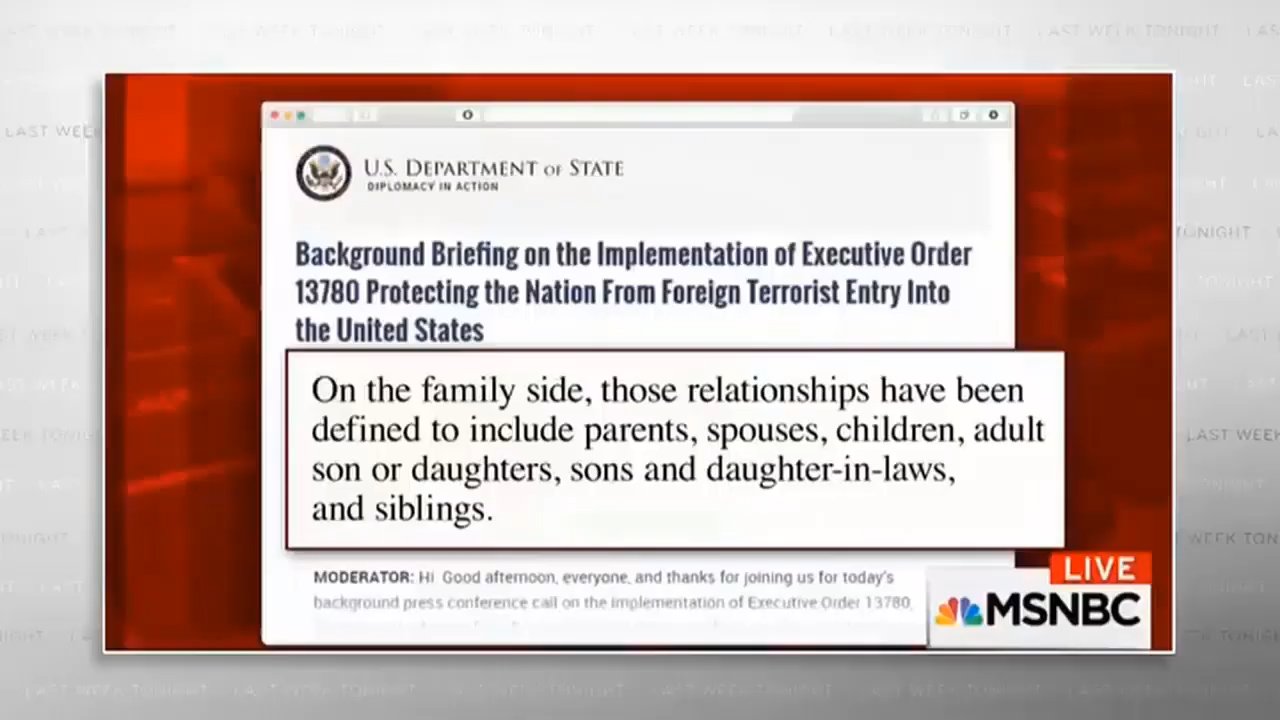 LAST WEEK TONIGHT
U.S. DEPARTMENT OF STATE
DIPLOMACY IN ACTION
Background Briefing on the Implementation of Executive Order
13780 Protecting the Nation From Foreign Terrorist Entry Into
the United States
On the family side, those relationships have been
defined to include parents, spouses, children, adult
son or daughters, sons and daughter-in-laws,
and siblings.
MODERATOR: Hi Good afternoon, everyone, and thanks for joining us for today's
background press conference call on the implementation of Executive Order 13780,
LIVE
MSNBC